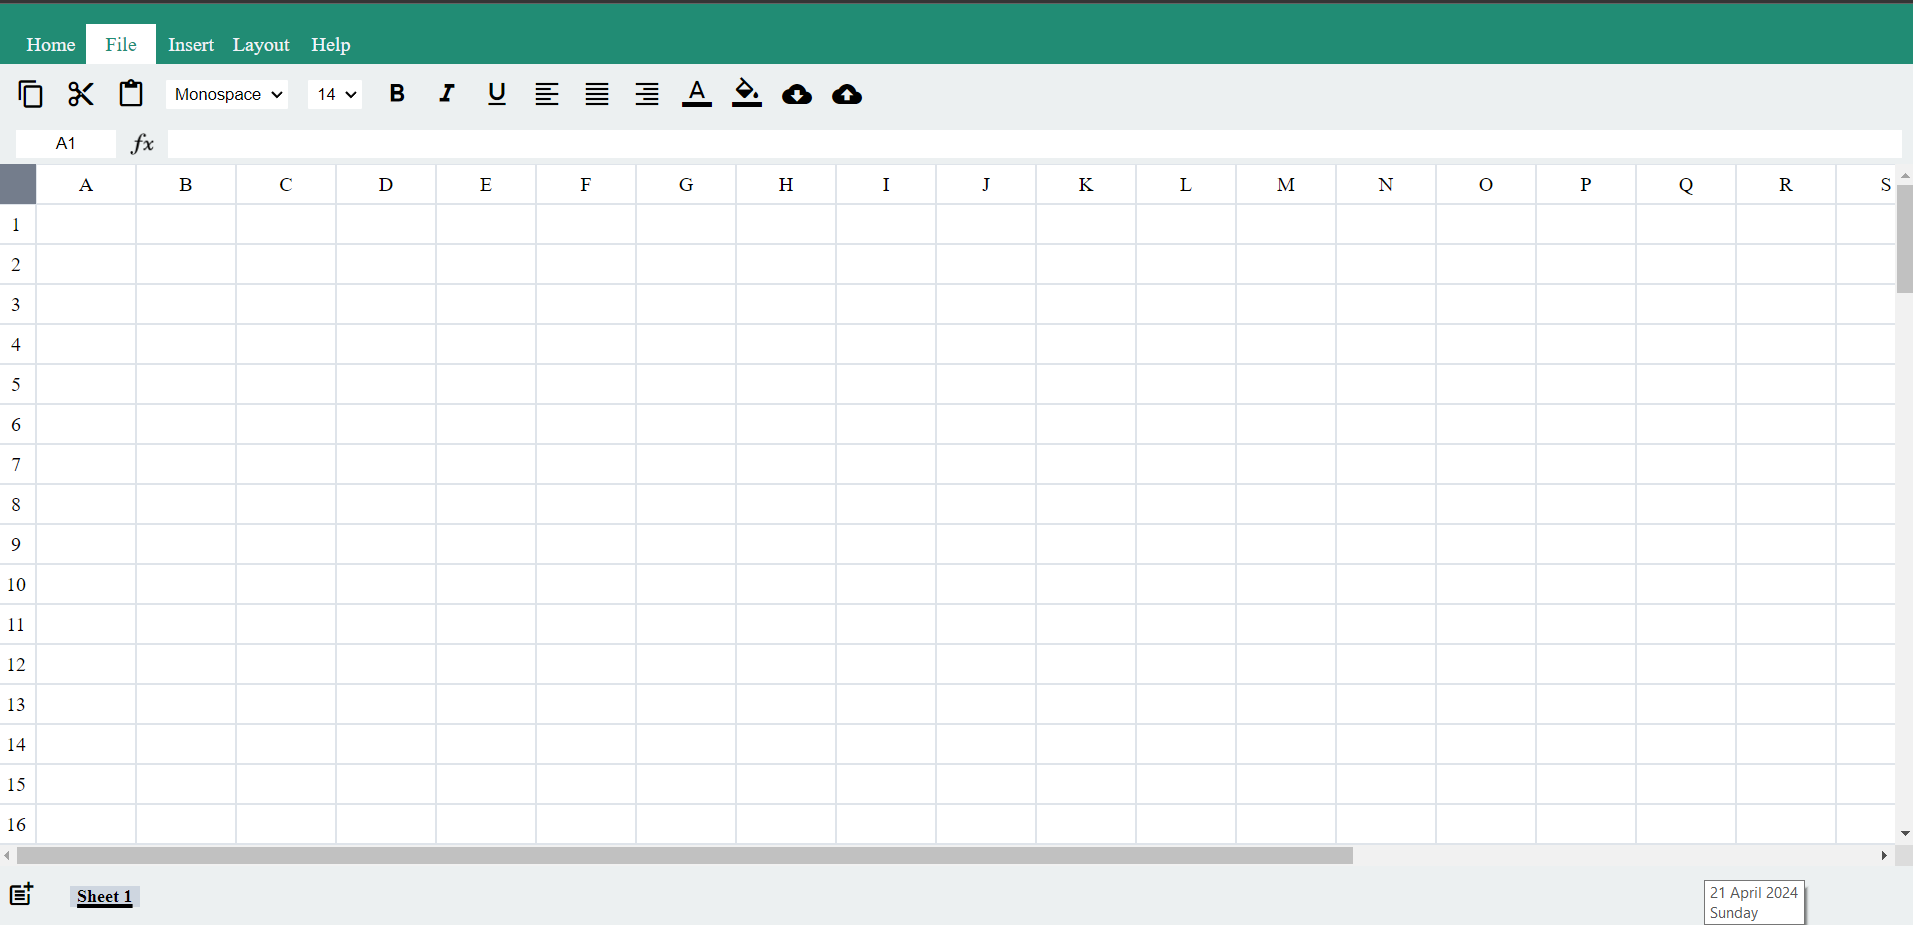 Home File Insert Layout Help
Monospace 14 B I U A
A1 fx
A B C D E F G H I J K L M N O P Q R S
1
2
3
4
5
6
7
8
9
10
11
12
13
14
15
16
Sheet 1
21 April 2024
Sunday